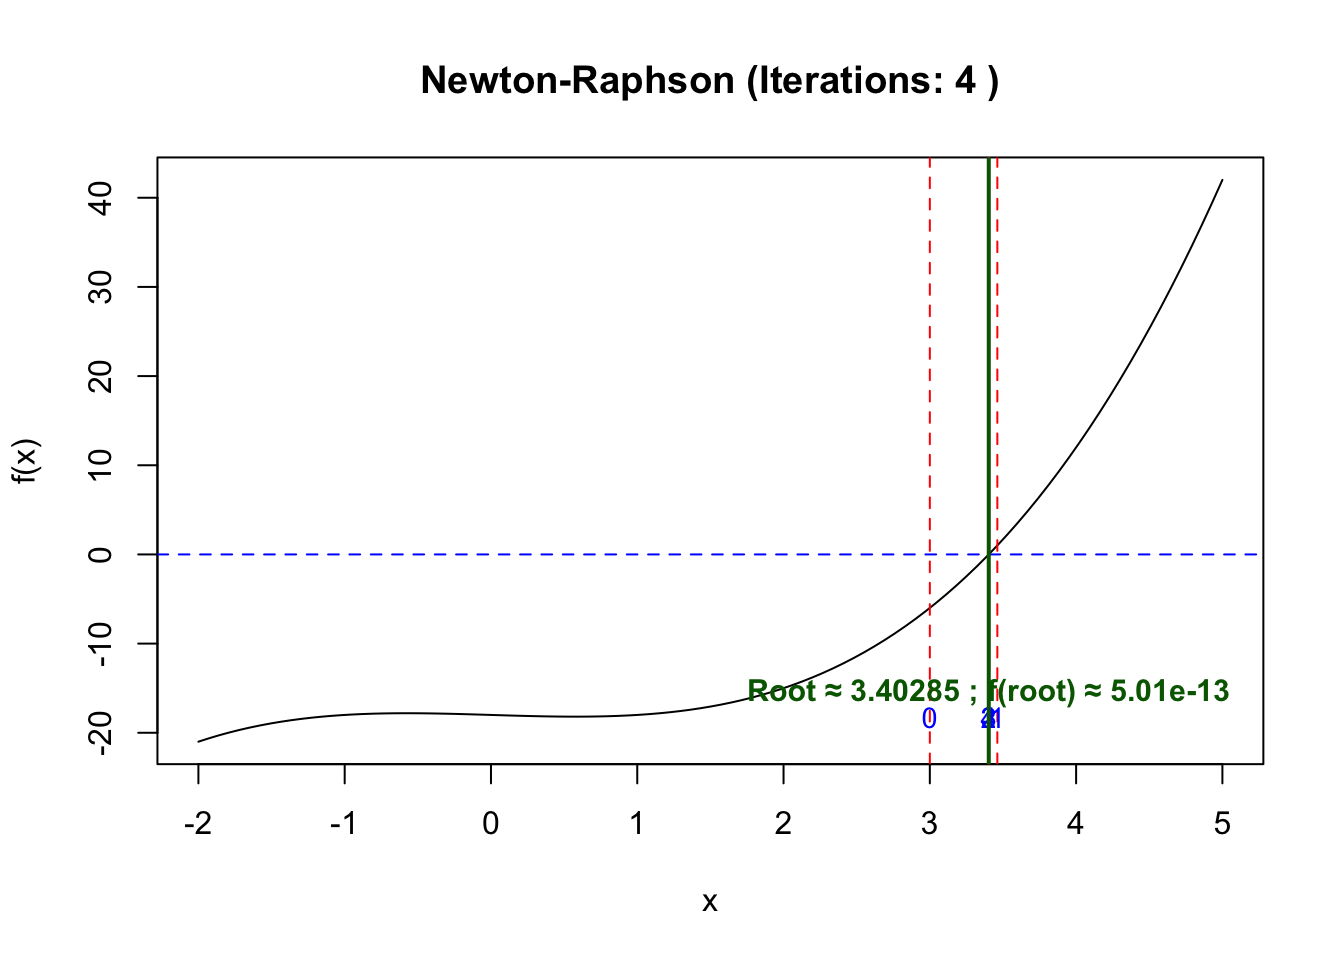 Newton-Raphson (Iterations: 4 )
f(x)
40
30
20
10
0
-10
-20
Root ≈ 3.40285 ; f(root) ≈ 5.01e-13
0
-2 -1 0 1 2 3 4 5
x